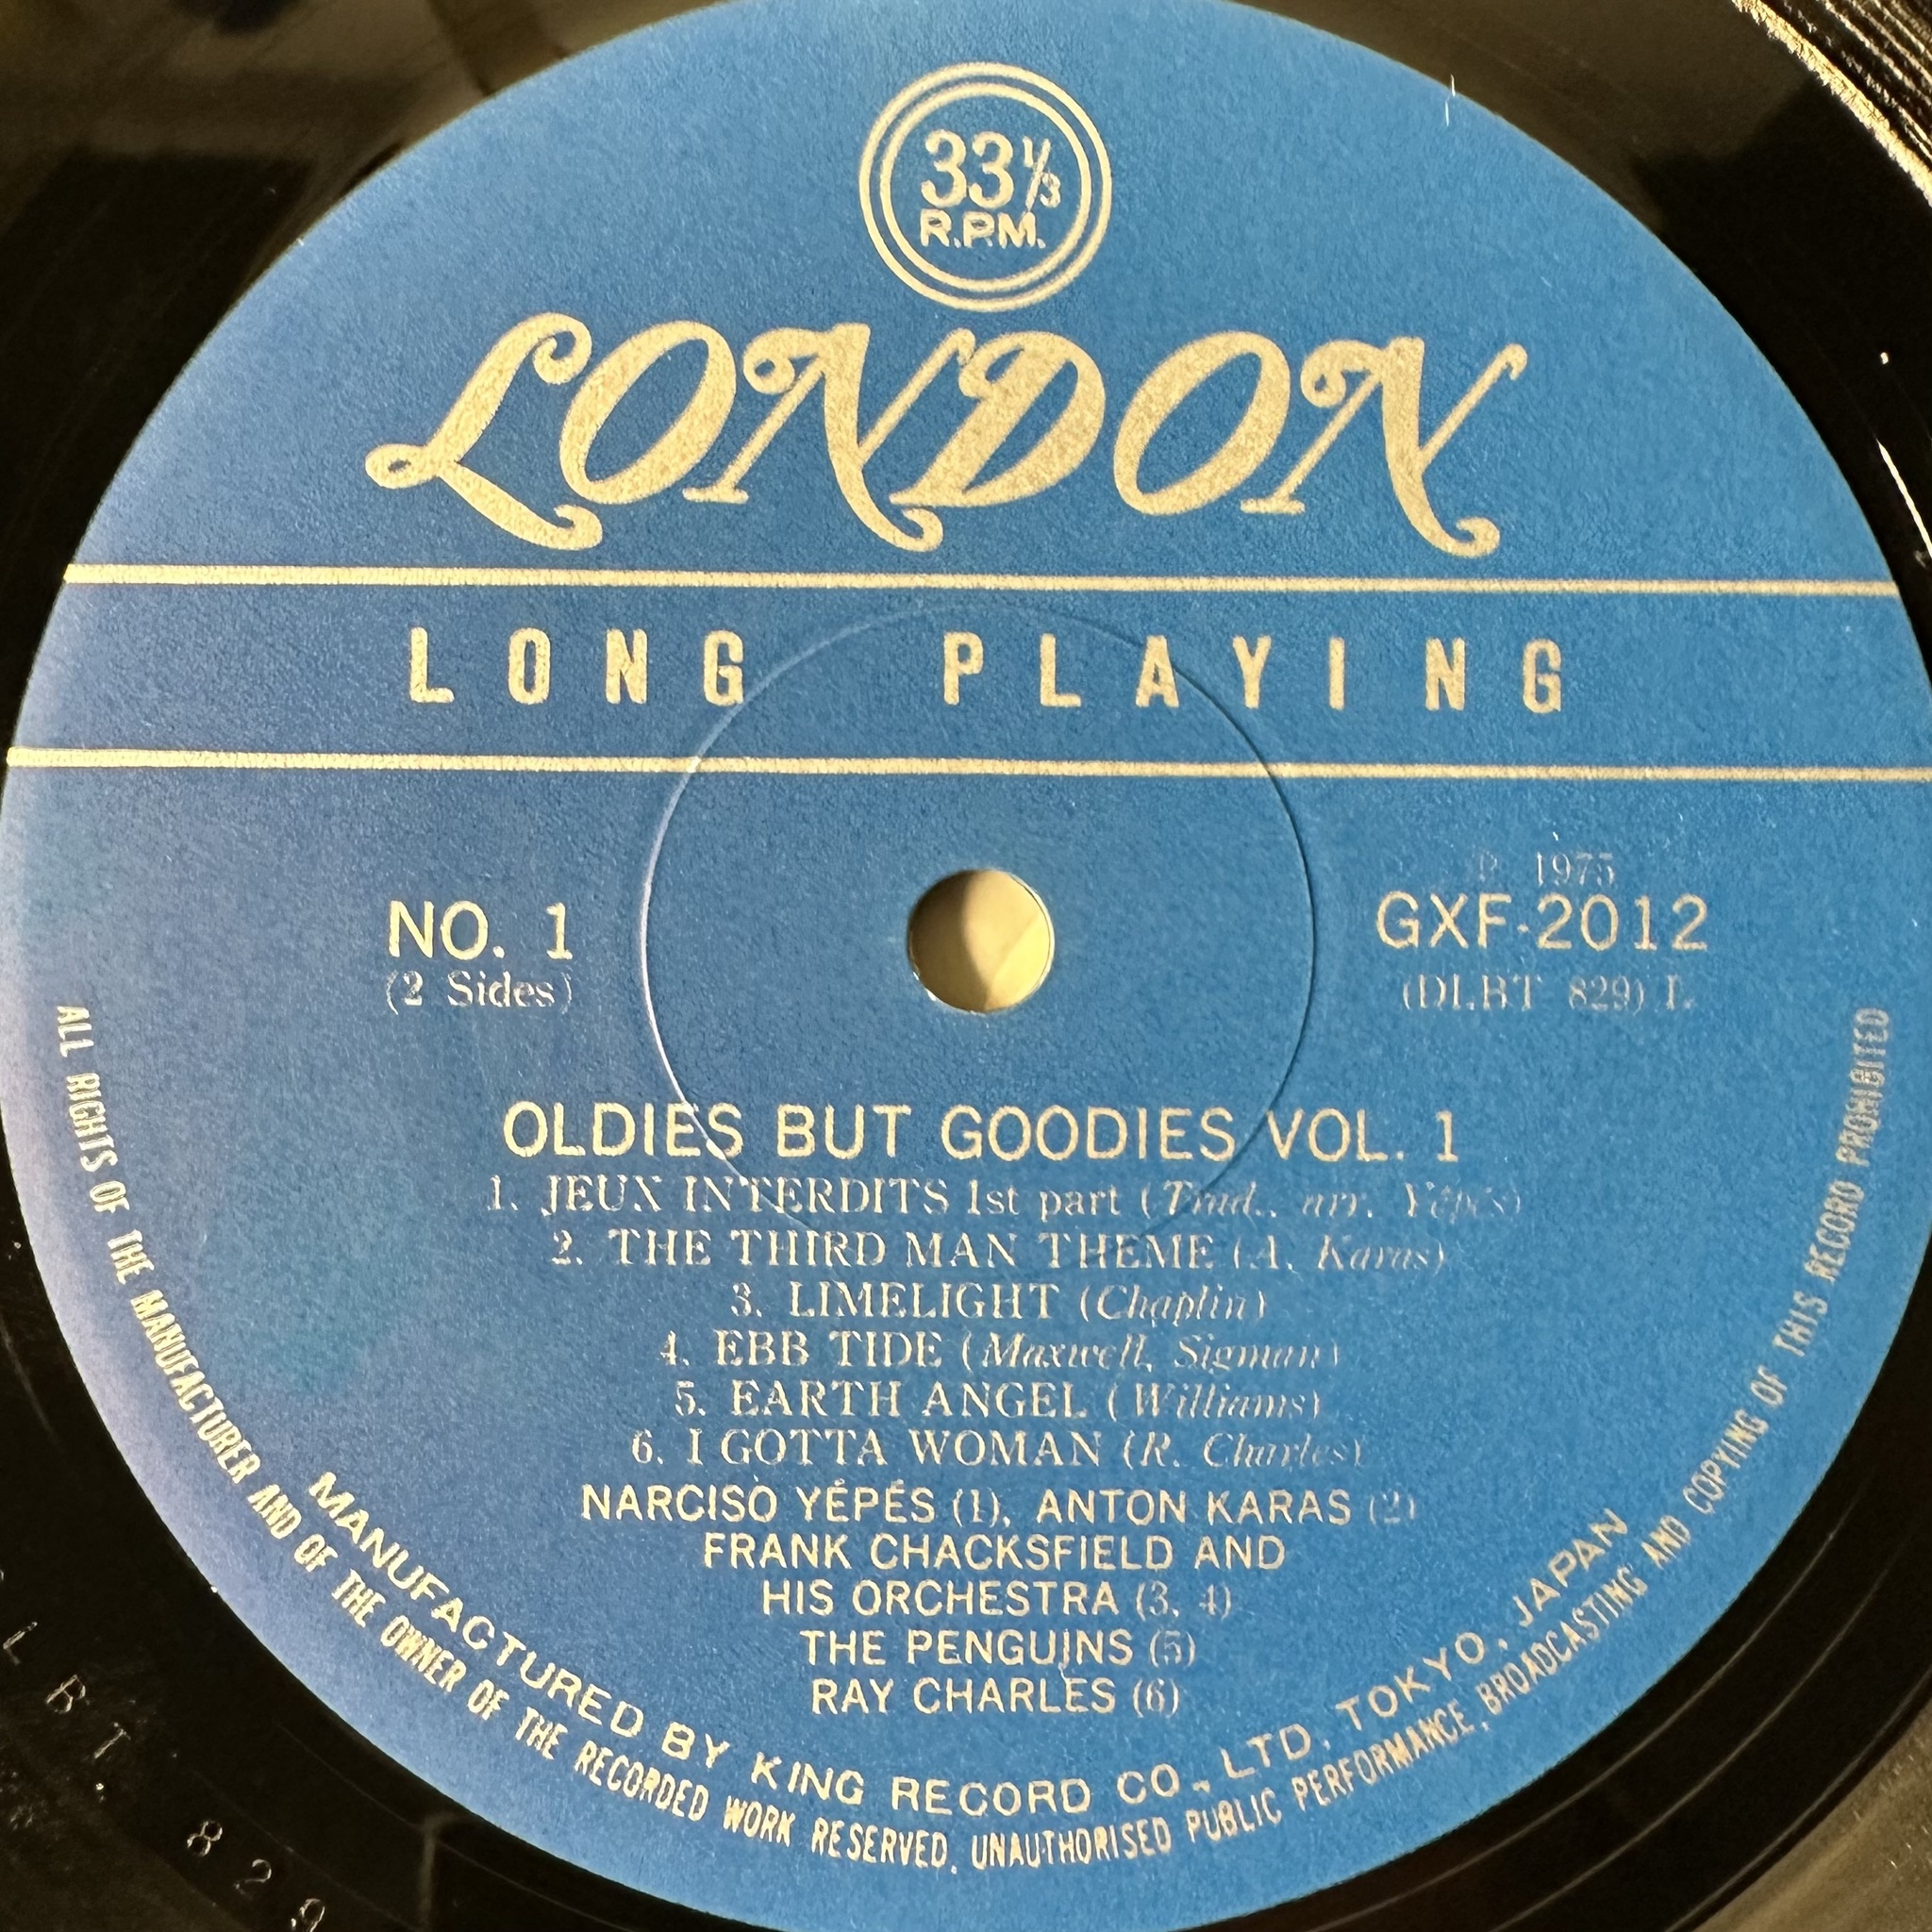 33 1/3
R.P.M.
LONDON
LONG PLAYING
℗ 1975
NO. 1
GXF-2012
(2 Sides)
(DLBT 829) L
OLDIES BUT GOODIES VOL. 1
1. JEUX INTERDITS 1st part (Trad., arr. Yépés)
2. THE THIRD MAN THEME (A. Karas)
3. LIMELIGHT (Chaplin)
4. EBB TIDE (Maxwell, Sigman)
5. EARTH ANGEL (Williams)
6. I GOTTA WOMAN (R. Charles)
NARCISO YÉPÉS (1), ANTON KARAS (2)
FRANK CHACKSFIELD AND
HIS ORCHESTRA (3, 4)
THE PENGUINS (5)
RAY CHARLES (6)
MANUFACTURED BY KING RECORD CO., LTD. TOKYO, JAPAN
ALL RIGHTS OF THE MANUFACTURER AND OF THE OWNER OF THE RECORDED WORK RESERVED. UNAUTHORISED PUBLIC PERFORMANCE, BROADCASTING AND COPYING OF THIS RECORD PROHIBITED
LBT 829